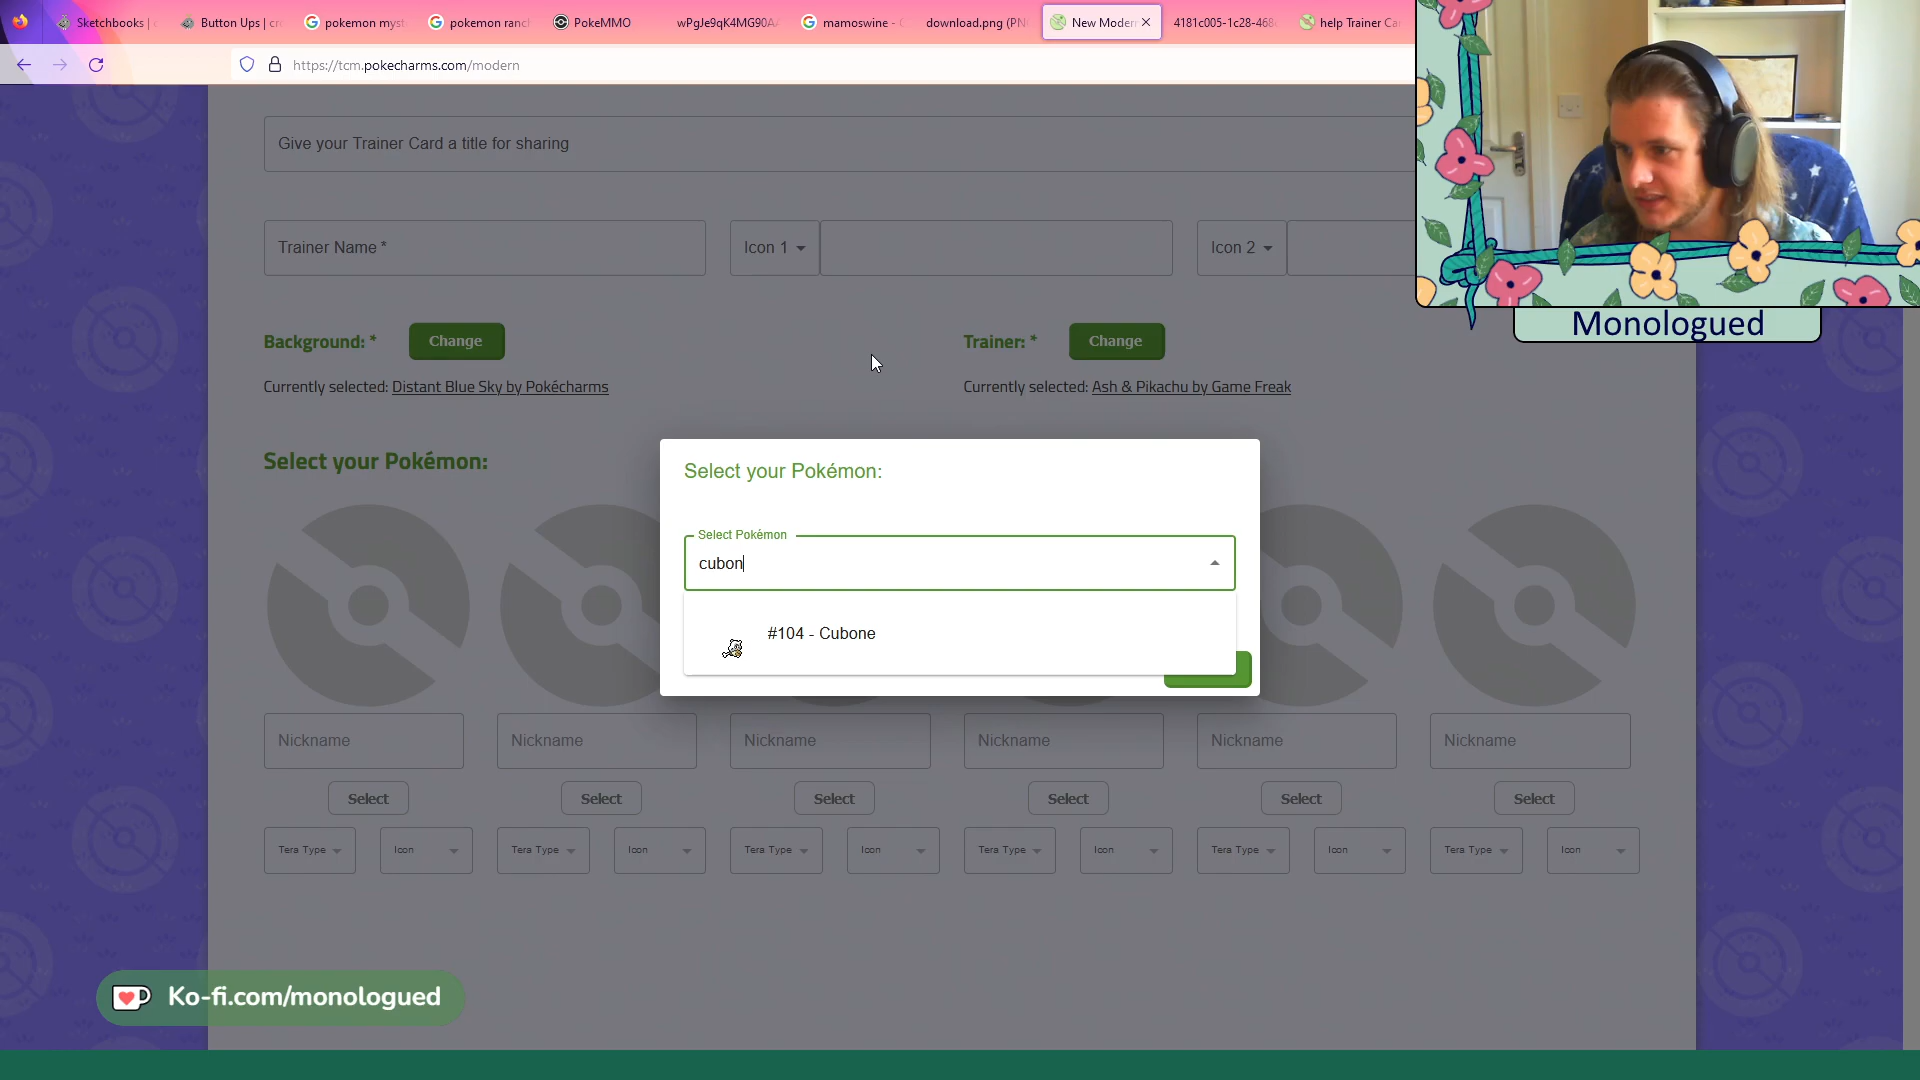 Sketchbooks |
Button Ups | cr
pokemon myst
pokemon ranc
PokeMMO
wPgJe9qK4MG90A
mamoswine -
download.png (PN
New Moder
4181c005-1c28-468
help Trainer Ca
https://tcm.pokecharms.com/modern
Give your Trainer Card a title for sharing
Trainer Name *
Icon 1
Icon 2
Monologued
Background: *
Change
Trainer: *
Change
Currently selected: Distant Blue Sky by Pokécharms
Currently selected: Ash & Pikachu by Game Freak
Select your Pokémon:
Select your Pokémon:
Select Pokémon
cubon
#104 - Cubone
Nickname
Nickname
Nickname
Nickname
Nickname
Nickname
Select
Select
Select
Select
Select
Select
Tera Type
Icon
Tera Type
Icon
Tera Type
Icon
Tera Type
Icon
Tera Type
Icon
Tera Type
Icon
Ko-fi.com/monologued